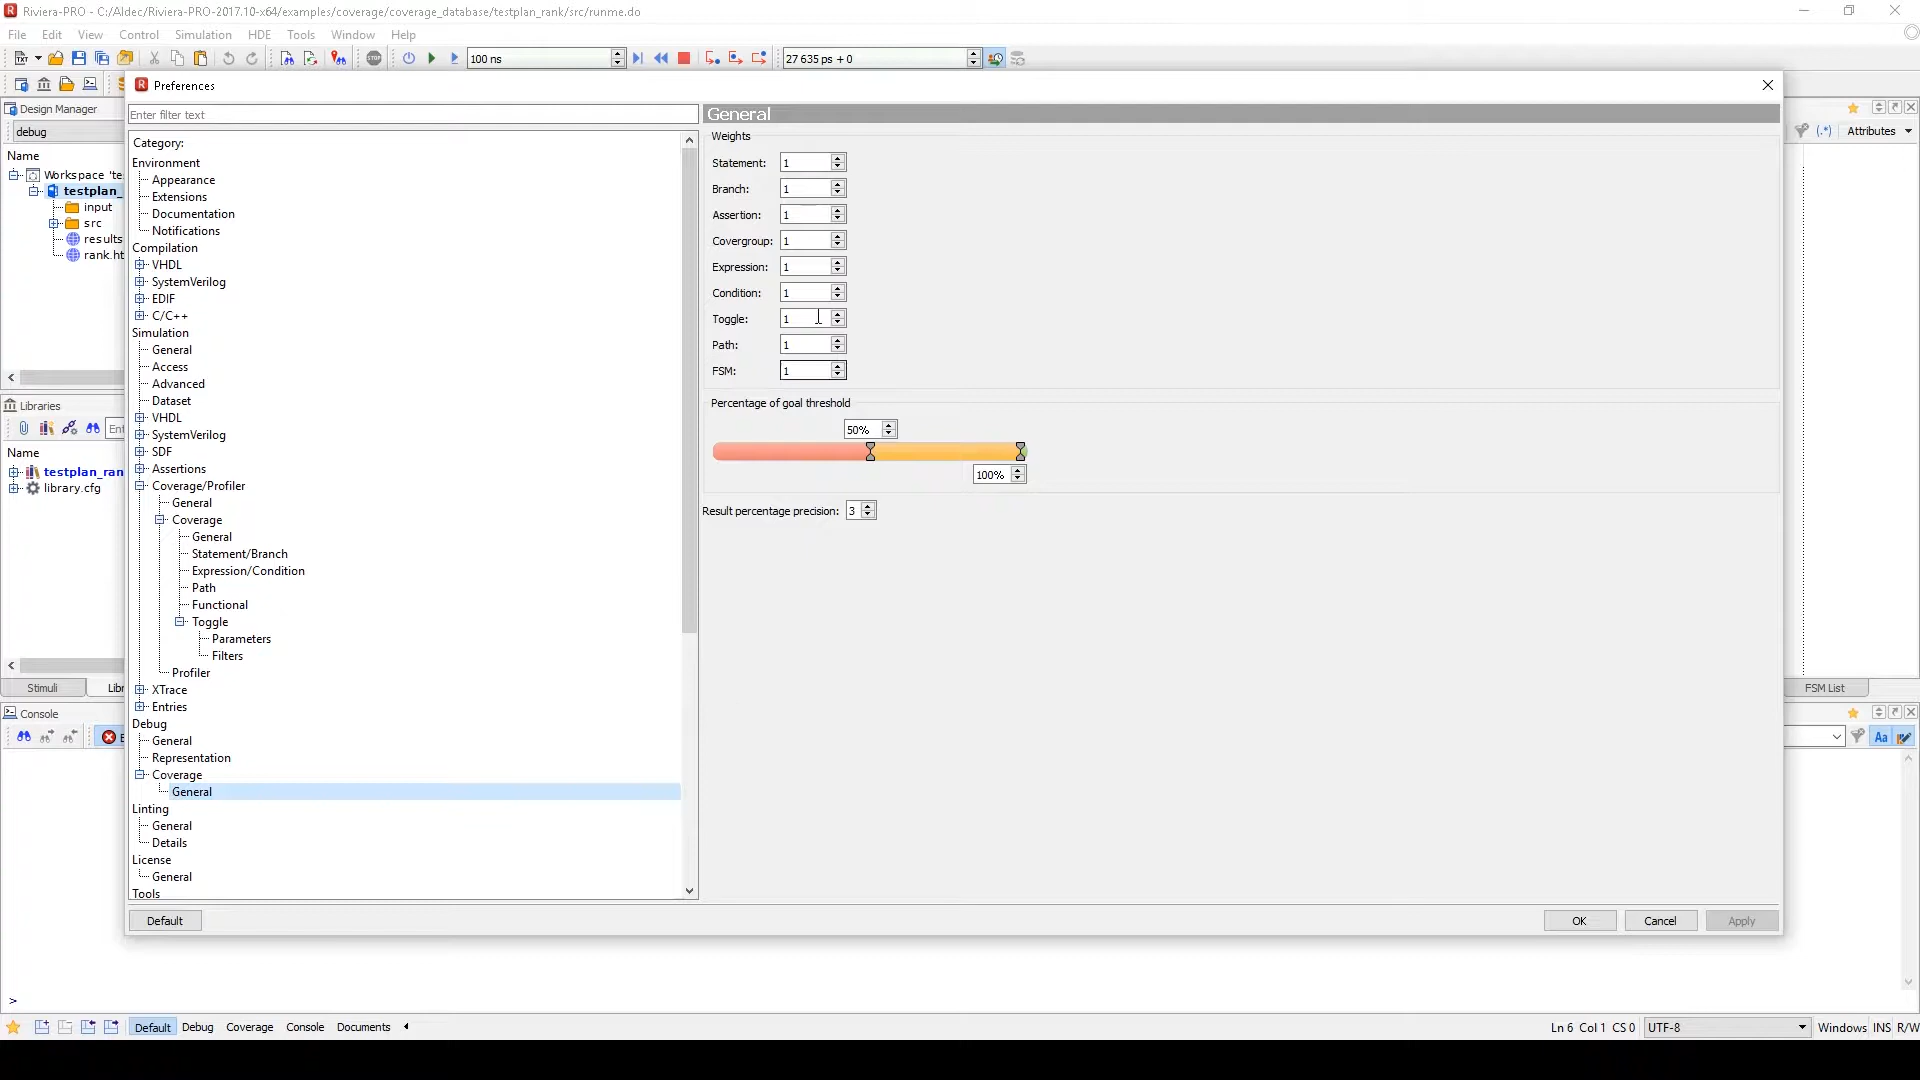 Riviera-PRO - C:/Aldec/Riviera-PRO-2017.10-x64/examples/coverage/coverage_database/testplan_rank/src/runme.do
File Edit View Control Simulation HDE Tools Window Help
100 ns
27 635 ps + 0
Preferences
Design Manager
debug
Name
Workspace 'te
testplan_
input
src
results
rank.ht
Libraries
Ent
Name
testplan_ran
library.cfg
Stimuli
Libr
Console
E
Enter filter text
Category:
Environment
Appearance
Extensions
Documentation
Notifications
Compilation
VHDL
SystemVerilog
EDIF
C/C++
Simulation
General
Access
Advanced
Dataset
VHDL
SystemVerilog
SDF
Assertions
Coverage/Profiler
General
Coverage
General
Statement/Branch
Expression/Condition
Path
Functional
Toggle
Parameters
Filters
Profiler
XTrace
Entries
Debug
General
Representation
Coverage
General
Linting
General
Details
License
General
Tools
General
Weights
Statement: 1
Branch: 1
Assertion: 1
Covergroup: 1
Expression: 1
Condition: 1
Toggle: 1
Path: 1
FSM: 1
Percentage of goal threshold
50%
100%
Result percentage precision: 3
Default
OK Cancel Apply
(.*) Attributes
FSM List
Aa
>
Default Debug Coverage Console Documents
Ln 6 Col 1 CS 0 UTF-8 Windows INS R/W